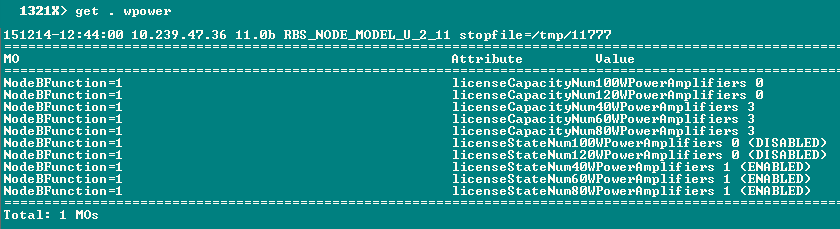 1321X> get . wpower
151214-12:44:00 10.239.47.36 11.0b RBS_NODE_MODEL_U_2_11 stopfile=/tmp/11777
=================================================================================================================
MO Attribute Value
=================================================================================================================
NodeBFunction=1 licenseCapacityNum100WPowerAmplifiers 0
NodeBFunction=1 licenseCapacityNum120WPowerAmplifiers 0
NodeBFunction=1 licenseCapacityNum40WPowerAmplifiers 3
NodeBFunction=1 licenseCapacityNum60WPowerAmplifiers 3
NodeBFunction=1 licenseCapacityNum80WPowerAmplifiers 3
NodeBFunction=1 licenseStateNum100WPowerAmplifiers 0 (DISABLED)
NodeBFunction=1 licenseStateNum120WPowerAmplifiers 0 (DISABLED)
NodeBFunction=1 licenseStateNum40WPowerAmplifiers 1 (ENABLED)
NodeBFunction=1 licenseStateNum60WPowerAmplifiers 1 (ENABLED)
NodeBFunction=1 licenseStateNum80WPowerAmplifiers 1 (ENABLED)
=================================================================================================================
Total: 1 MOs